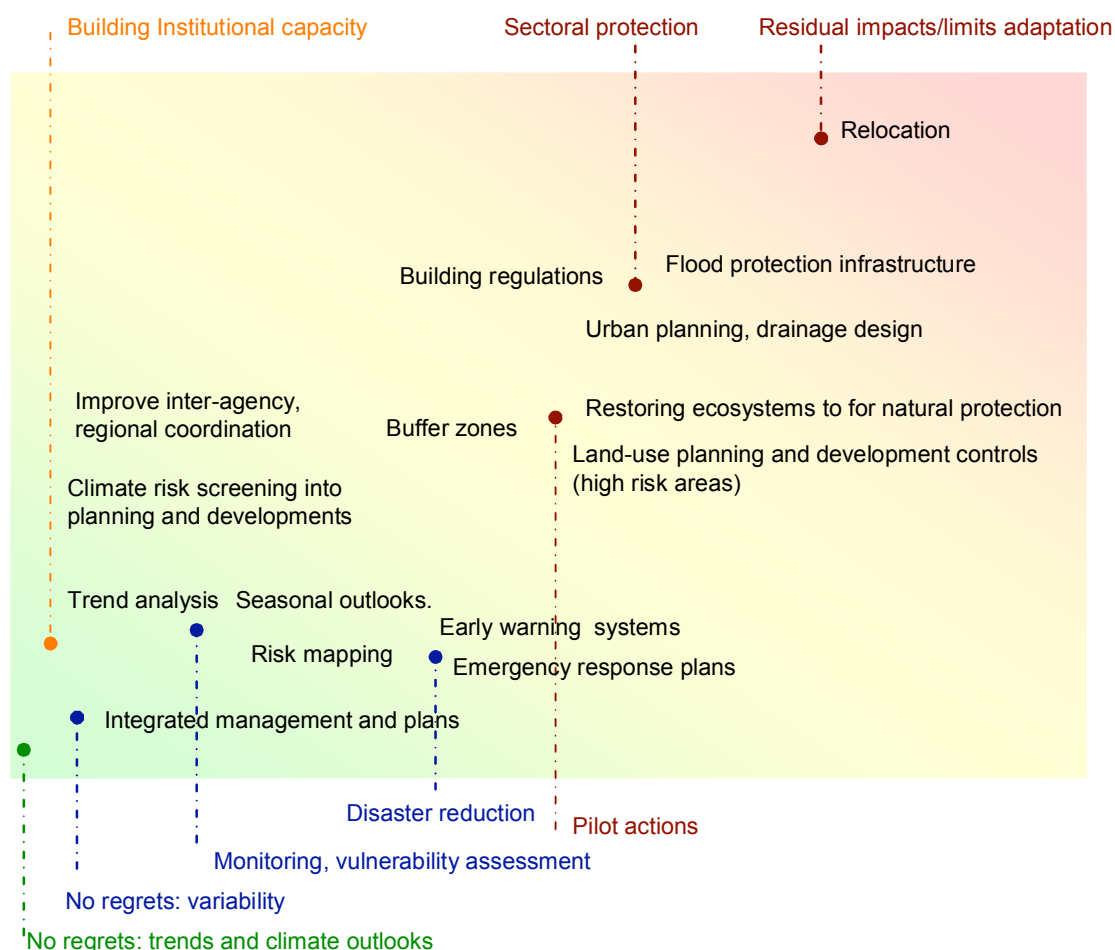 Building Institutional capacity
Sectoral protection
Residual impacts/limits adaptation
Relocation
Flood protection infrastructure
Building regulations
Urban planning, drainage design
Improve inter-agency,
regional coordination
Restoring ecosystems to for natural protection
Buffer zones
Land-use planning and development controls
(high risk areas)
Climate risk screening into
planning and developments
Trend analysis
Seasonal outlooks.
Early warning systems
Risk mapping
Emergency response plans
Integrated management and plans
Disaster reduction
Pilot actions
Monitoring, vulnerability assessment
No regrets: variability
No regrets: trends and climate outlooks